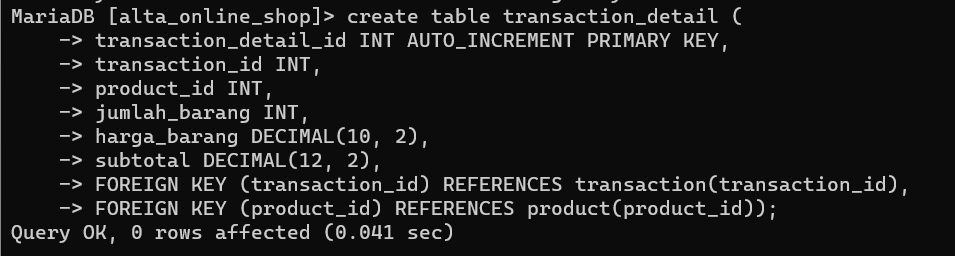 MariaDB [alta_online_shop]> create table transaction_detail (
    -> transaction_detail_id INT AUTO_INCREMENT PRIMARY KEY,
    -> transaction_id INT,
    -> product_id INT,
    -> jumlah_barang INT,
    -> harga_barang DECIMAL(10, 2),
    -> subtotal DECIMAL(12, 2),
    -> FOREIGN KEY (transaction_id) REFERENCES transaction(transaction_id),
    -> FOREIGN KEY (product_id) REFERENCES product(product_id));
Query OK, 0 rows affected (0.041 sec)